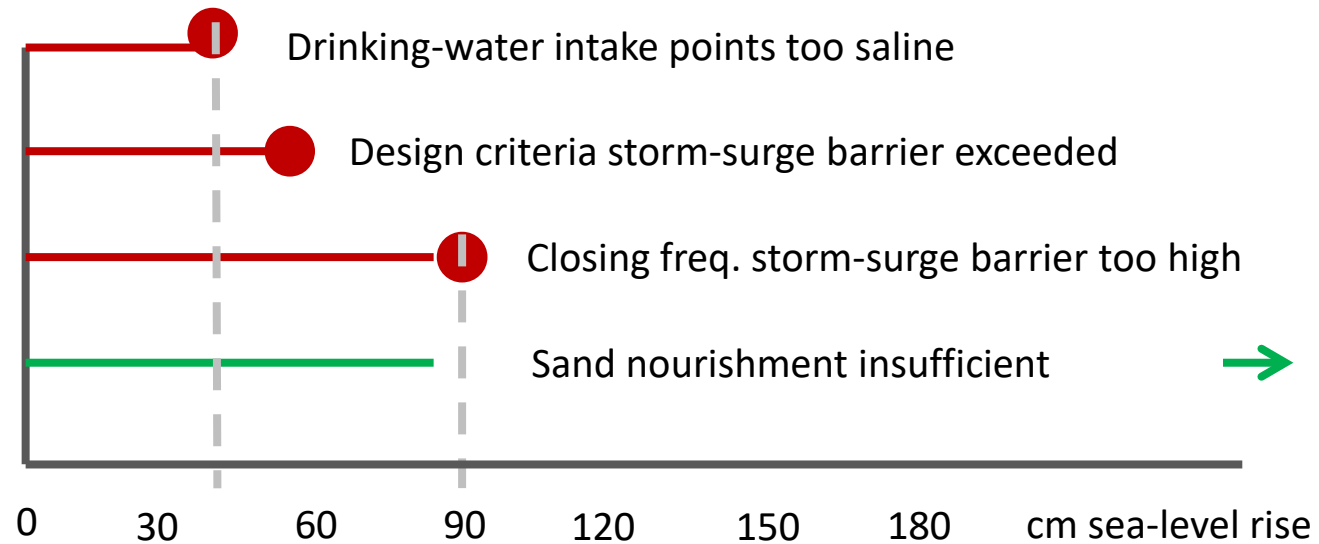 Drinking-water intake points too saline
Design criteria storm-surge barrier exceeded
Closing freq. storm-surge barrier too high
Sand nourishment insufficient
0 30 60 90 120 150 180 cm sea-level rise